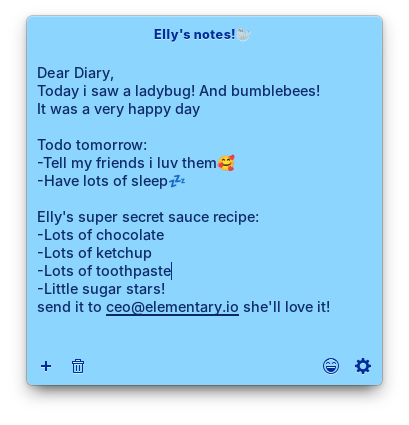 Elly's notes!🐘
Dear Diary,
Today i saw a ladybug! And bumblebees!
It was a very happy day
Todo tomorrow:
-Tell my friends i luv them🥰
-Have lots of sleep💤
Elly's super secret sauce recipe:
-Lots of chocolate
-Lots of ketchup
-Lots of toothpaste
-Little sugar stars!
send it to ceo@elementary.io she'll love it!